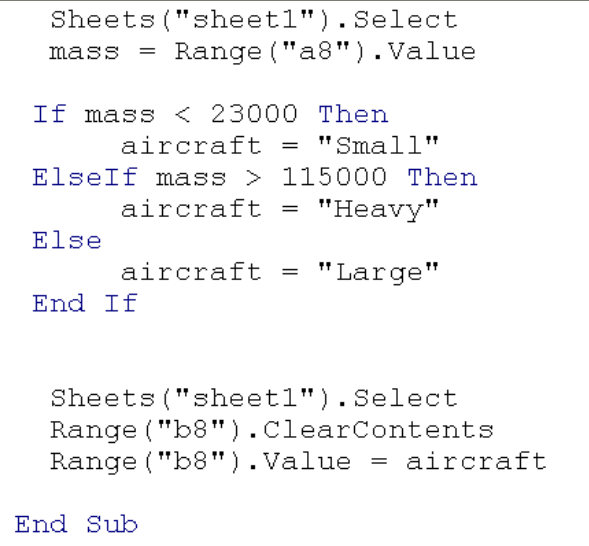 Sheets("sheet1").Select
mass = Range("a8").Value
If mass < 23000 Then
aircraft = "Small"
ElseIf mass > 115000 Then
aircraft = "Heavy"
Else
aircraft = "Large"
End If
Sheets("sheet1").Select
Range("b8").ClearContents
Range("b8").Value = aircraft
End Sub